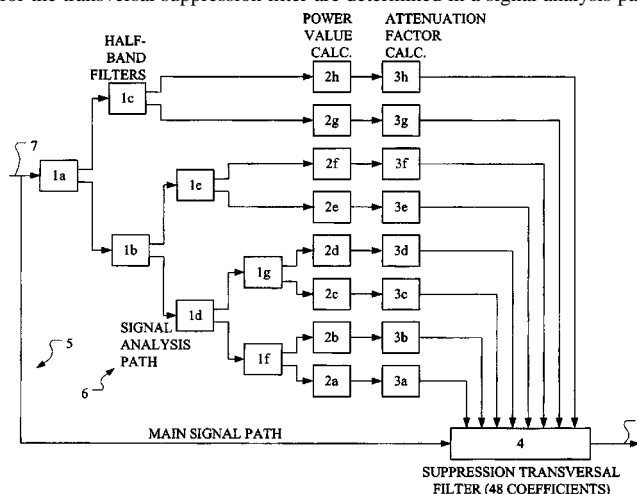 for the transversal suppression filter are determined in a signal analysis pa
POWER
VALUE
CALC.
ATTENUATION
FACTOR
CALC.
HALF-
BAND
FILTERS
1c
2h
3h
2g
3g
7
1a
1e
2f
3f
2e
3e
1b
1g
2d
3d
2c
3c
1d
SIGNAL
ANALYSIS
PATH
1f
2b
3b
2a
3a
5
6
MAIN SIGNAL PATH
4
SUPPRESSION TRANSVERSAL
FILTER (48 COEFFICIENTS)